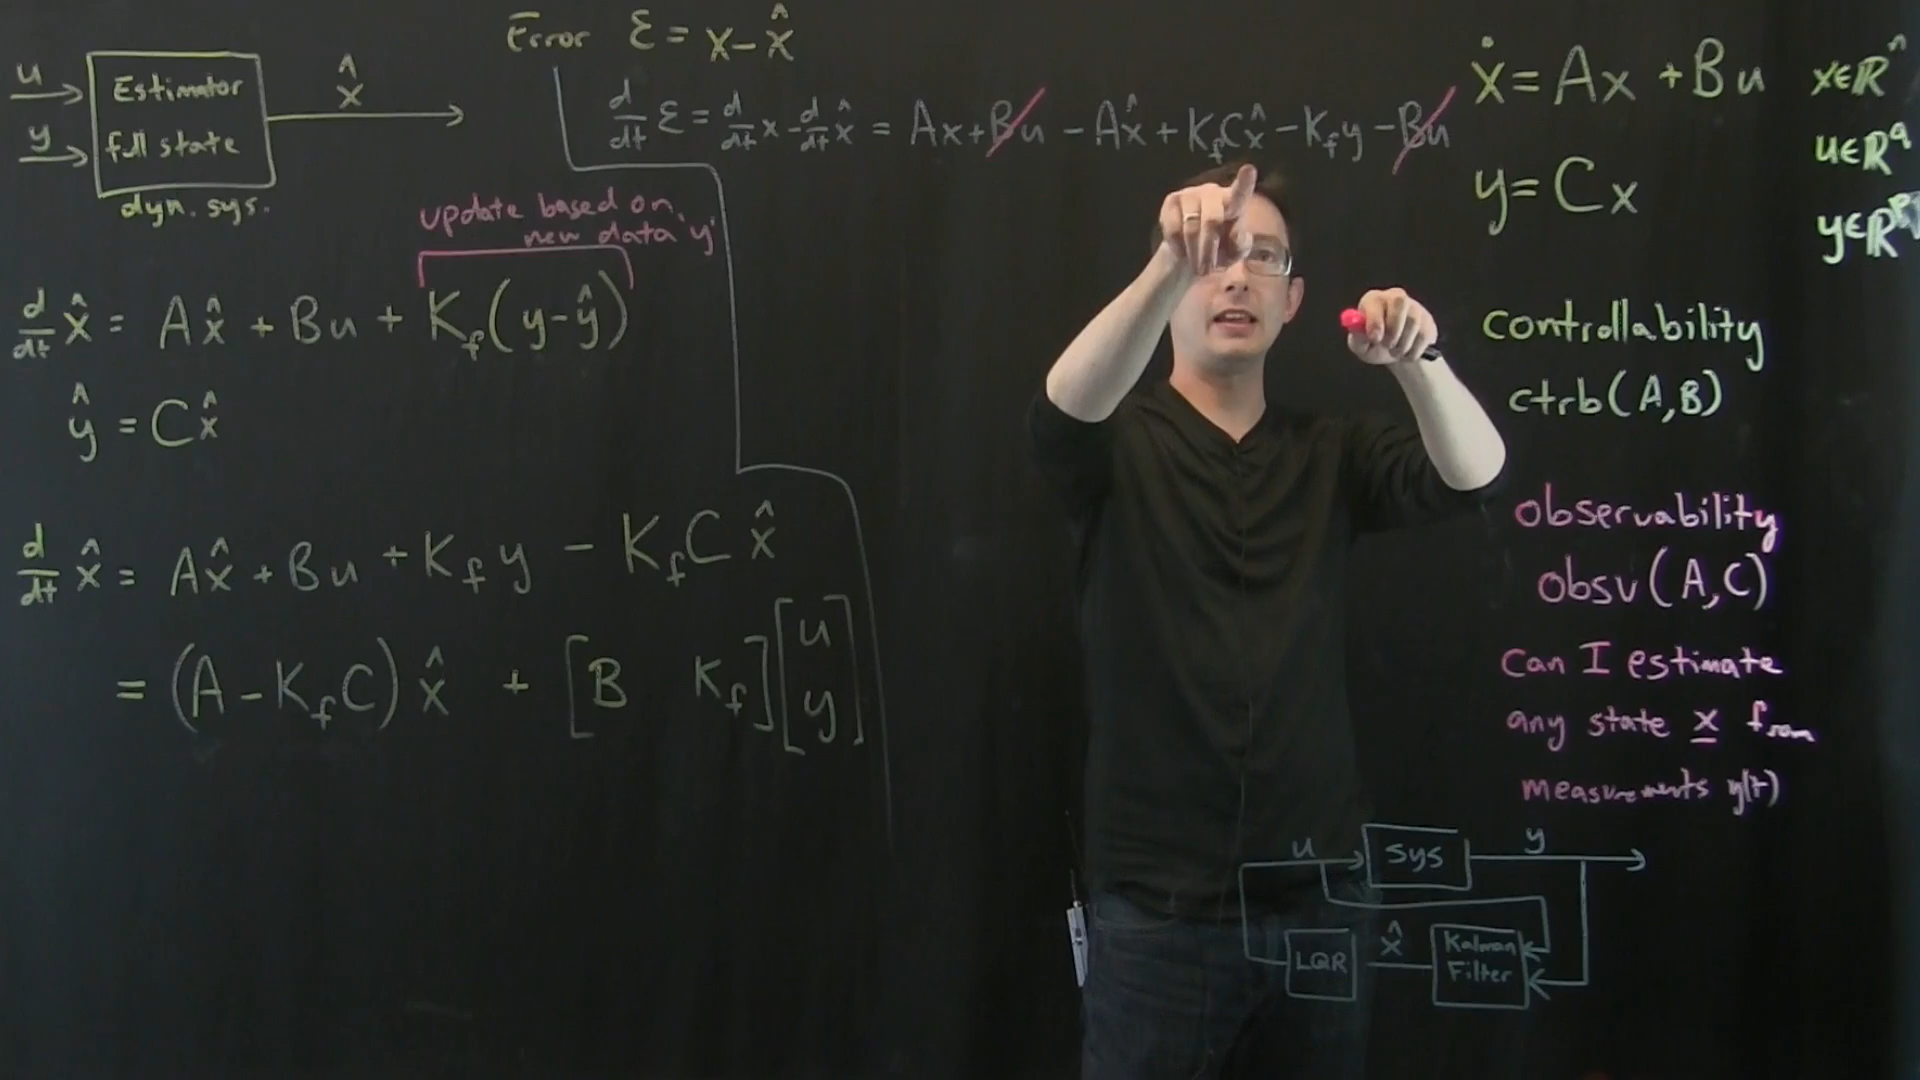 u
y
Estimator
full state
dyn. sys.
x̂
Error ε = x - x̂
d/dt ε = d/dt x - d/dt x̂ = Ax + Bu - Ax̂ + K_f Cx̂ - K_f y - Bu
update based on
new data 'y'
d/dt x̂ = Ax̂ + Bu + K_f(y - ŷ)
ŷ = Cx̂
d/dt x̂ = Ax̂ + Bu + K_f y - K_f C x̂
= (A - K_f C) x̂ + [B K_f] [u
y]
ẋ = Ax + Bu x ∈ ℝⁿ
u ∈ ℝ^q
y = Cx
y ∈ ℝ^p
controllability
ctrb(A,B)
observability
obsv(A,C)
Can I estimate
any state x from
measurements y(t)
u
sys
y
LQR
x̂
Kalman
Filter